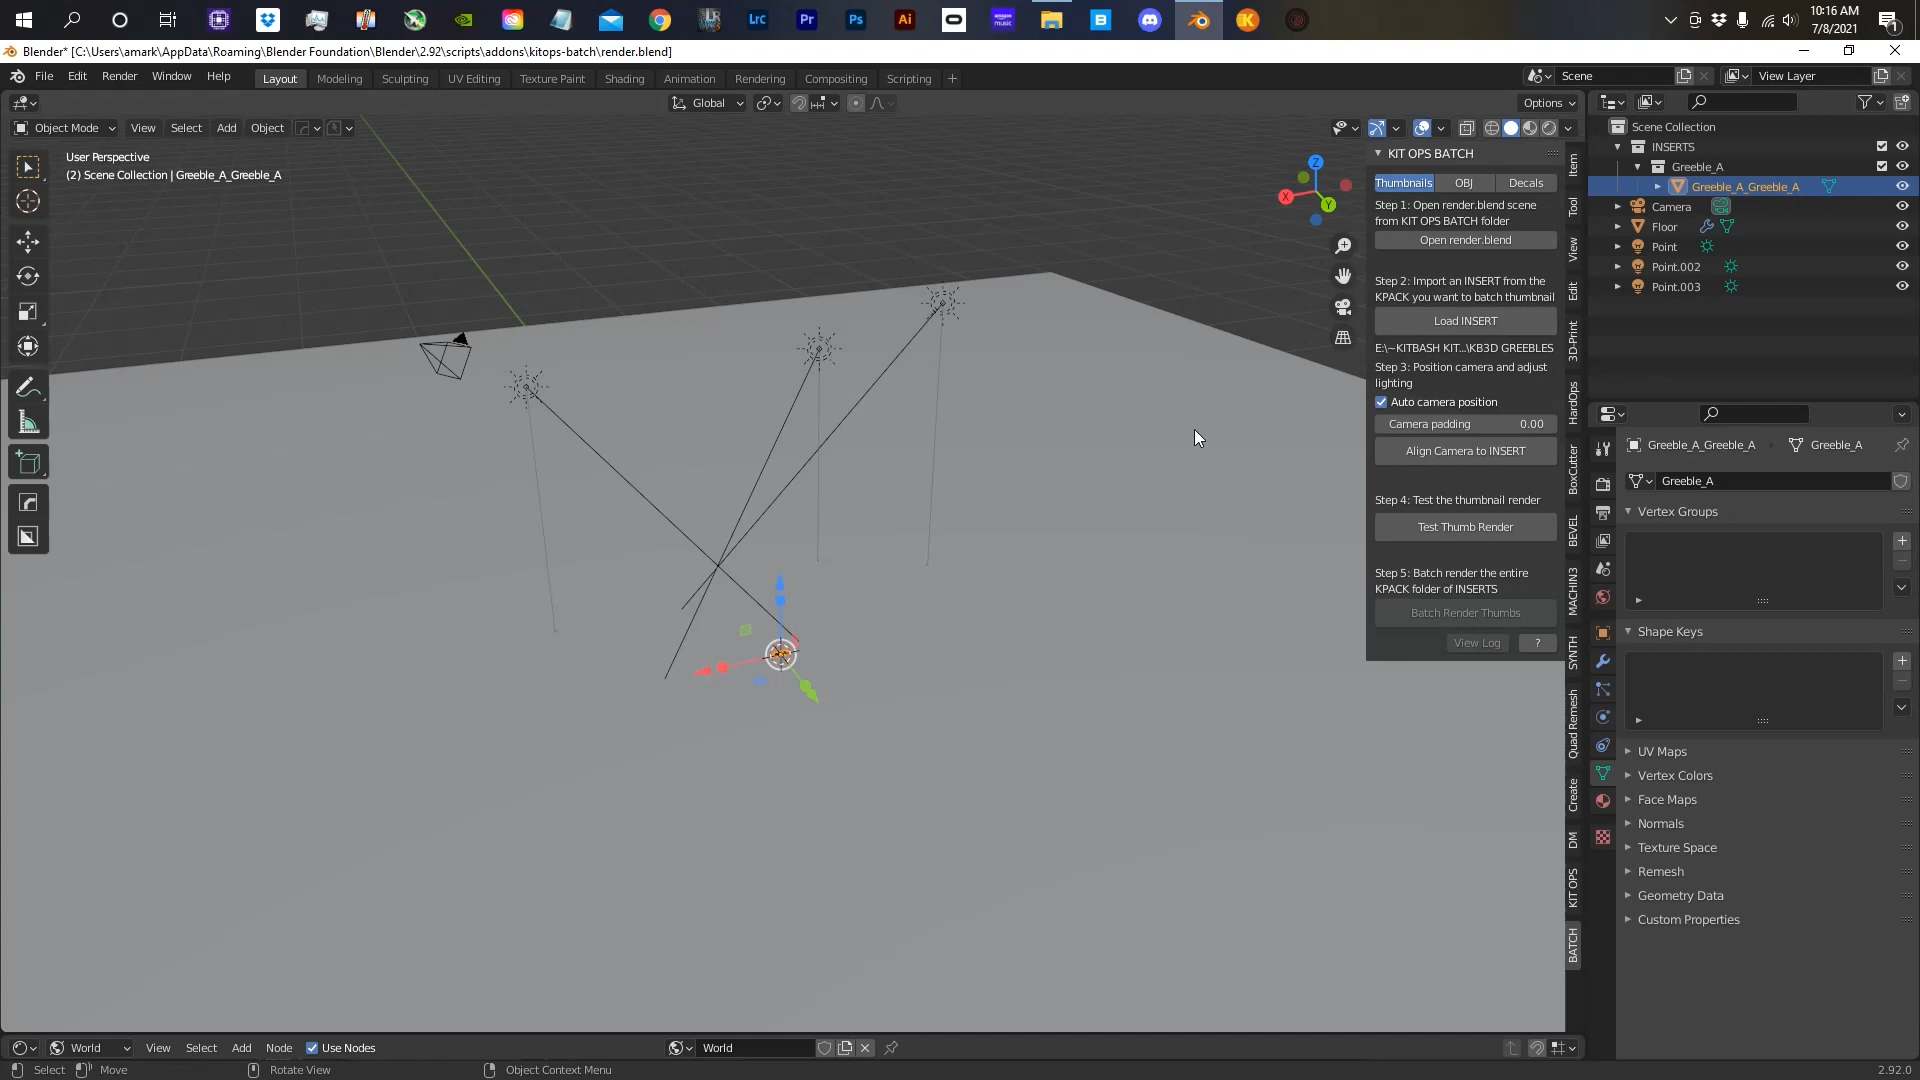 Lrc
Pr
Ps
Ai
10:16 AM
7/8/2021
1
Blender* [C:\Users\amark\AppData\Roaming\Blender Foundation\Blender\2.92\scripts\addons\kitops-batch\render.blend]
File Edit Render Window Help
Layout Modeling Sculpting UV Editing Texture Paint Shading Animation Rendering Compositing Scripting +
Scene
View Layer
Global
Options
Object Mode View Select Add Object
User Perspective
(2) Scene Collection | Greeble_A_Greeble_A
X
Y
Z
KIT OPS BATCH
Thumbnails OBJ Decals
Step 1: Open render.blend scene
from KIT OPS BATCH folder
Open render.blend
Step 2: Import an INSERT from the
KPACK you want to batch thumbnail
Load INSERT
E:\~KITBASH KIT...\KB3D GREEBLES
Step 3: Position camera and adjust
lighting
Auto camera position
Camera padding 0.00
Align Camera to INSERT
Step 4: Test the thumbnail render
Test Thumb Render
Step 5: Batch render the entire
KPACK folder of INSERTS
Batch Render Thumbs
View Log ?
Item
Tool
View
Edit
3D-Print
HardOps
BoxCutter
BEVEL
MACHIN3
SYNTH
Quad Remesh
Create
DM
KIT OPS
BATCH
Scene Collection
INSERTS
Greeble_A
Greeble_A_Greeble_A
Camera
Floor
Point
Point.002
Point.003
Greeble_A_Greeble_A Greeble_A
Greeble_A
Vertex Groups
Shape Keys
UV Maps
Vertex Colors
Face Maps
Normals
Texture Space
Remesh
Geometry Data
Custom Properties
World View Select Add Node Use Nodes
World
Select Move Rotate View Object Context Menu
2.92.0